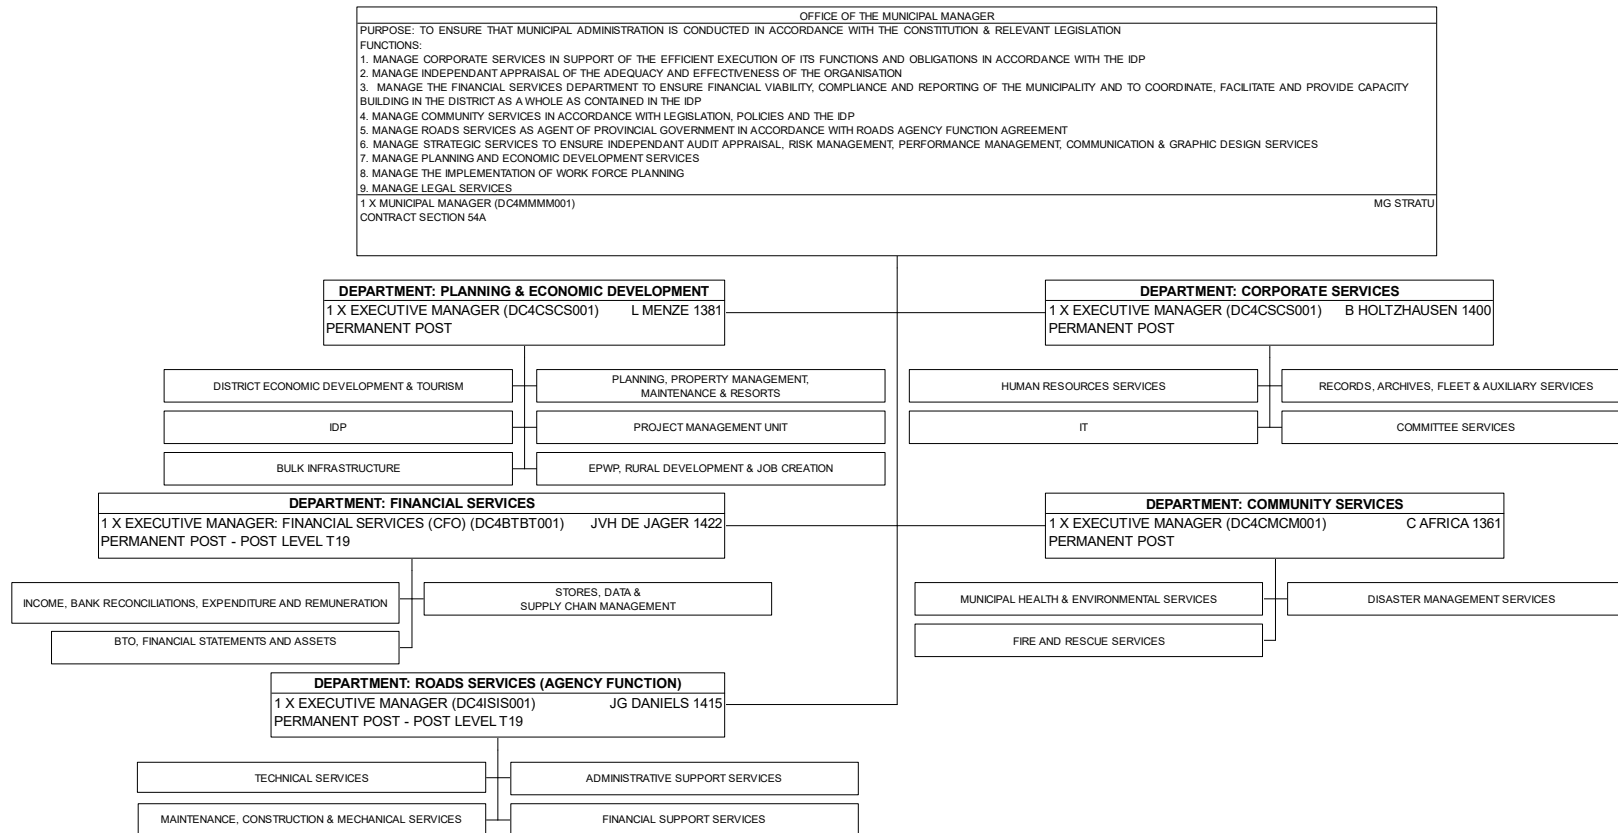 OFFICE OF THE MUNICIPAL MANAGER
PURPOSE: TO ENSURE THAT MUNICIPAL ADMINISTRATION IS CONDUCTED IN ACCORDANCE WITH THE CONSTITUTION & RELEVANT LEGISLATION
FUNCTIONS:
1. MANAGE CORPORATE SERVICES IN SUPPORT OF THE EFFICIENT EXECUTION OF ITS FUNCTIONS AND OBLIGATIONS IN ACCORDANCE WITH THE IDP
2. MANAGE INDEPENDANT APPRAISAL OF THE ADEQUACY AND EFFECTIVENESS OF THE ORGANISATION
3. MANAGE THE FINANCIAL SERVICES DEPARTMENT TO ENSURE FINANCIAL VIABILITY, COMPLIANCE AND REPORTING OF THE MUNICIPALITY AND TO COORDINATE, FACILITATE AND PROVIDE CAPACITY
BUILDING IN THE DISTRICT AS A WHOLE AS CONTAINED IN THE IDP
4. MANAGE COMMUNITY SERVICES IN ACCORDANCE WITH LEGISLATION, POLICIES AND THE IDP
5. MANAGE ROADS SERVICES AS AGENT OF PROVINCIAL GOVERNMENT IN ACCORDANCE WITH ROADS AGENCY FUNCTION AGREEMENT
6. MANAGE STRATEGIC SERVICES TO ENSURE INDEPENDANT AUDIT APPRAISAL, RISK MANAGEMENT, PERFORMANCE MANAGEMENT, COMMUNICATION & GRAPHIC DESIGN SERVICES
7. MANAGE PLANNING AND ECONOMIC DEVELOPMENT SERVICES
8. MANAGE THE IMPLEMENTATION OF WORK FORCE PLANNING
9. MANAGE LEGAL SERVICES
1 X MUNICIPAL MANAGER (DC4MMMM001) MG STRATU
CONTRACT SECTION 54A
DEPARTMENT: PLANNING & ECONOMIC DEVELOPMENT
1 X EXECUTIVE MANAGER (DC4CSCS001) L MENZE 1381
PERMANENT POST
DISTRICT ECONOMIC DEVELOPMENT & TOURISM
PLANNING, PROPERTY MANAGEMENT,
MAINTENANCE & RESORTS
IDP
PROJECT MANAGEMENT UNIT
BULK INFRASTRUCTURE
EPWP, RURAL DEVELOPMENT & JOB CREATION
DEPARTMENT: CORPORATE SERVICES
1 X EXECUTIVE MANAGER (DC4CSCS001) B HOLTZHAUSEN 1400
PERMANENT POST
HUMAN RESOURCES SERVICES
RECORDS, ARCHIVES, FLEET & AUXILIARY SERVICES
IT
COMMITTEE SERVICES
DEPARTMENT: FINANCIAL SERVICES
1 X EXECUTIVE MANAGER: FINANCIAL SERVICES (CFO) (DC4BTBT001) JVH DE JAGER 1422
PERMANENT POST - POST LEVEL T19
INCOME, BANK RECONCILIATIONS, EXPENDITURE AND REMUNERATION
STORES, DATA &
SUPPLY CHAIN MANAGEMENT
BTO, FINANCIAL STATEMENTS AND ASSETS
DEPARTMENT: COMMUNITY SERVICES
1 X EXECUTIVE MANAGER (DC4CMCM001) C AFRICA 1361
PERMANENT POST
MUNICIPAL HEALTH & ENVIRONMENTAL SERVICES
DISASTER MANAGEMENT SERVICES
FIRE AND RESCUE SERVICES
DEPARTMENT: ROADS SERVICES (AGENCY FUNCTION)
1 X EXECUTIVE MANAGER (DC4ISIS001) JG DANIELS 1415
PERMANENT POST - POST LEVEL T19
TECHNICAL SERVICES
ADMINISTRATIVE SUPPORT SERVICES
MAINTENANCE, CONSTRUCTION & MECHANICAL SERVICES
FINANCIAL SUPPORT SERVICES